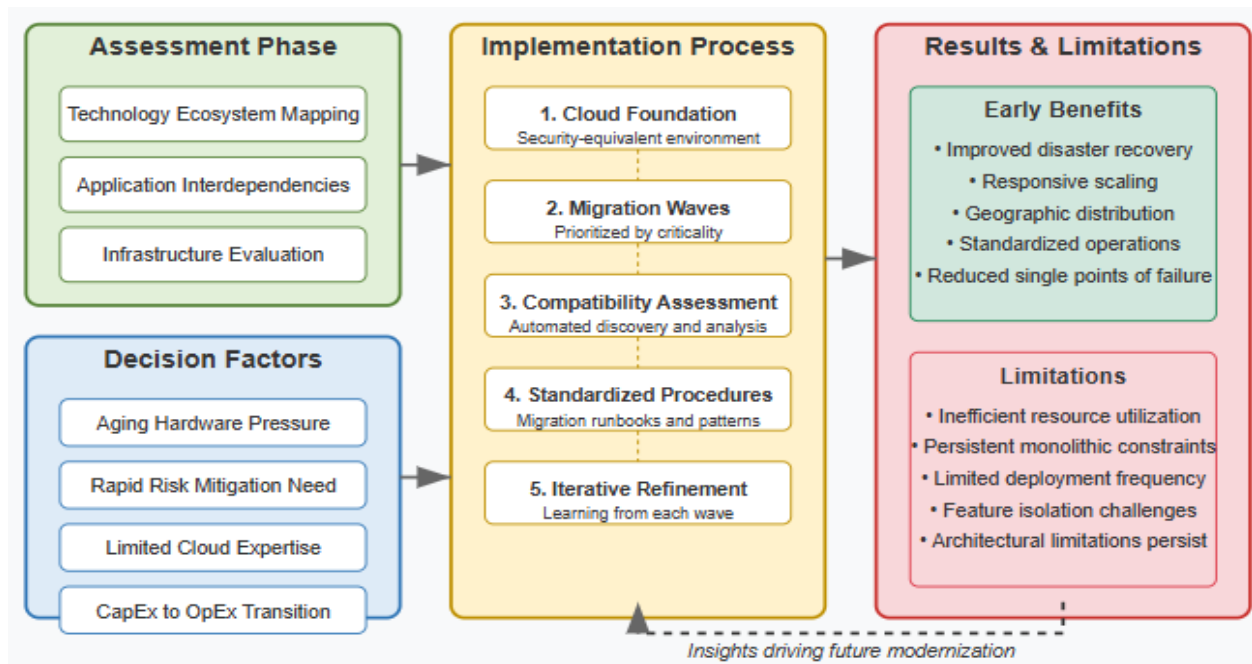 Assessment Phase
Technology Ecosystem Mapping
Application Interdependencies
Infrastructure Evaluation
Decision Factors
Aging Hardware Pressure
Rapid Risk Mitigation Need
Limited Cloud Expertise
CapEx to OpEx Transition
Implementation Process
1. Cloud Foundation
Security-equivalent environment
2. Migration Waves
Prioritized by criticality
3. Compatibility Assessment
Automated discovery and analysis
4. Standardized Procedures
Migration runbooks and patterns
5. Iterative Refinement
Learning from each wave
Results & Limitations
Early Benefits
• Improved disaster recovery
• Responsive scaling
• Geographic distribution
• Standardized operations
• Reduced single points of failure
Limitations
• Inefficient resource utilization
• Persistent monolithic constraints
• Limited deployment frequency
• Feature isolation challenges
• Architectural limitations persist
Insights driving future modernization